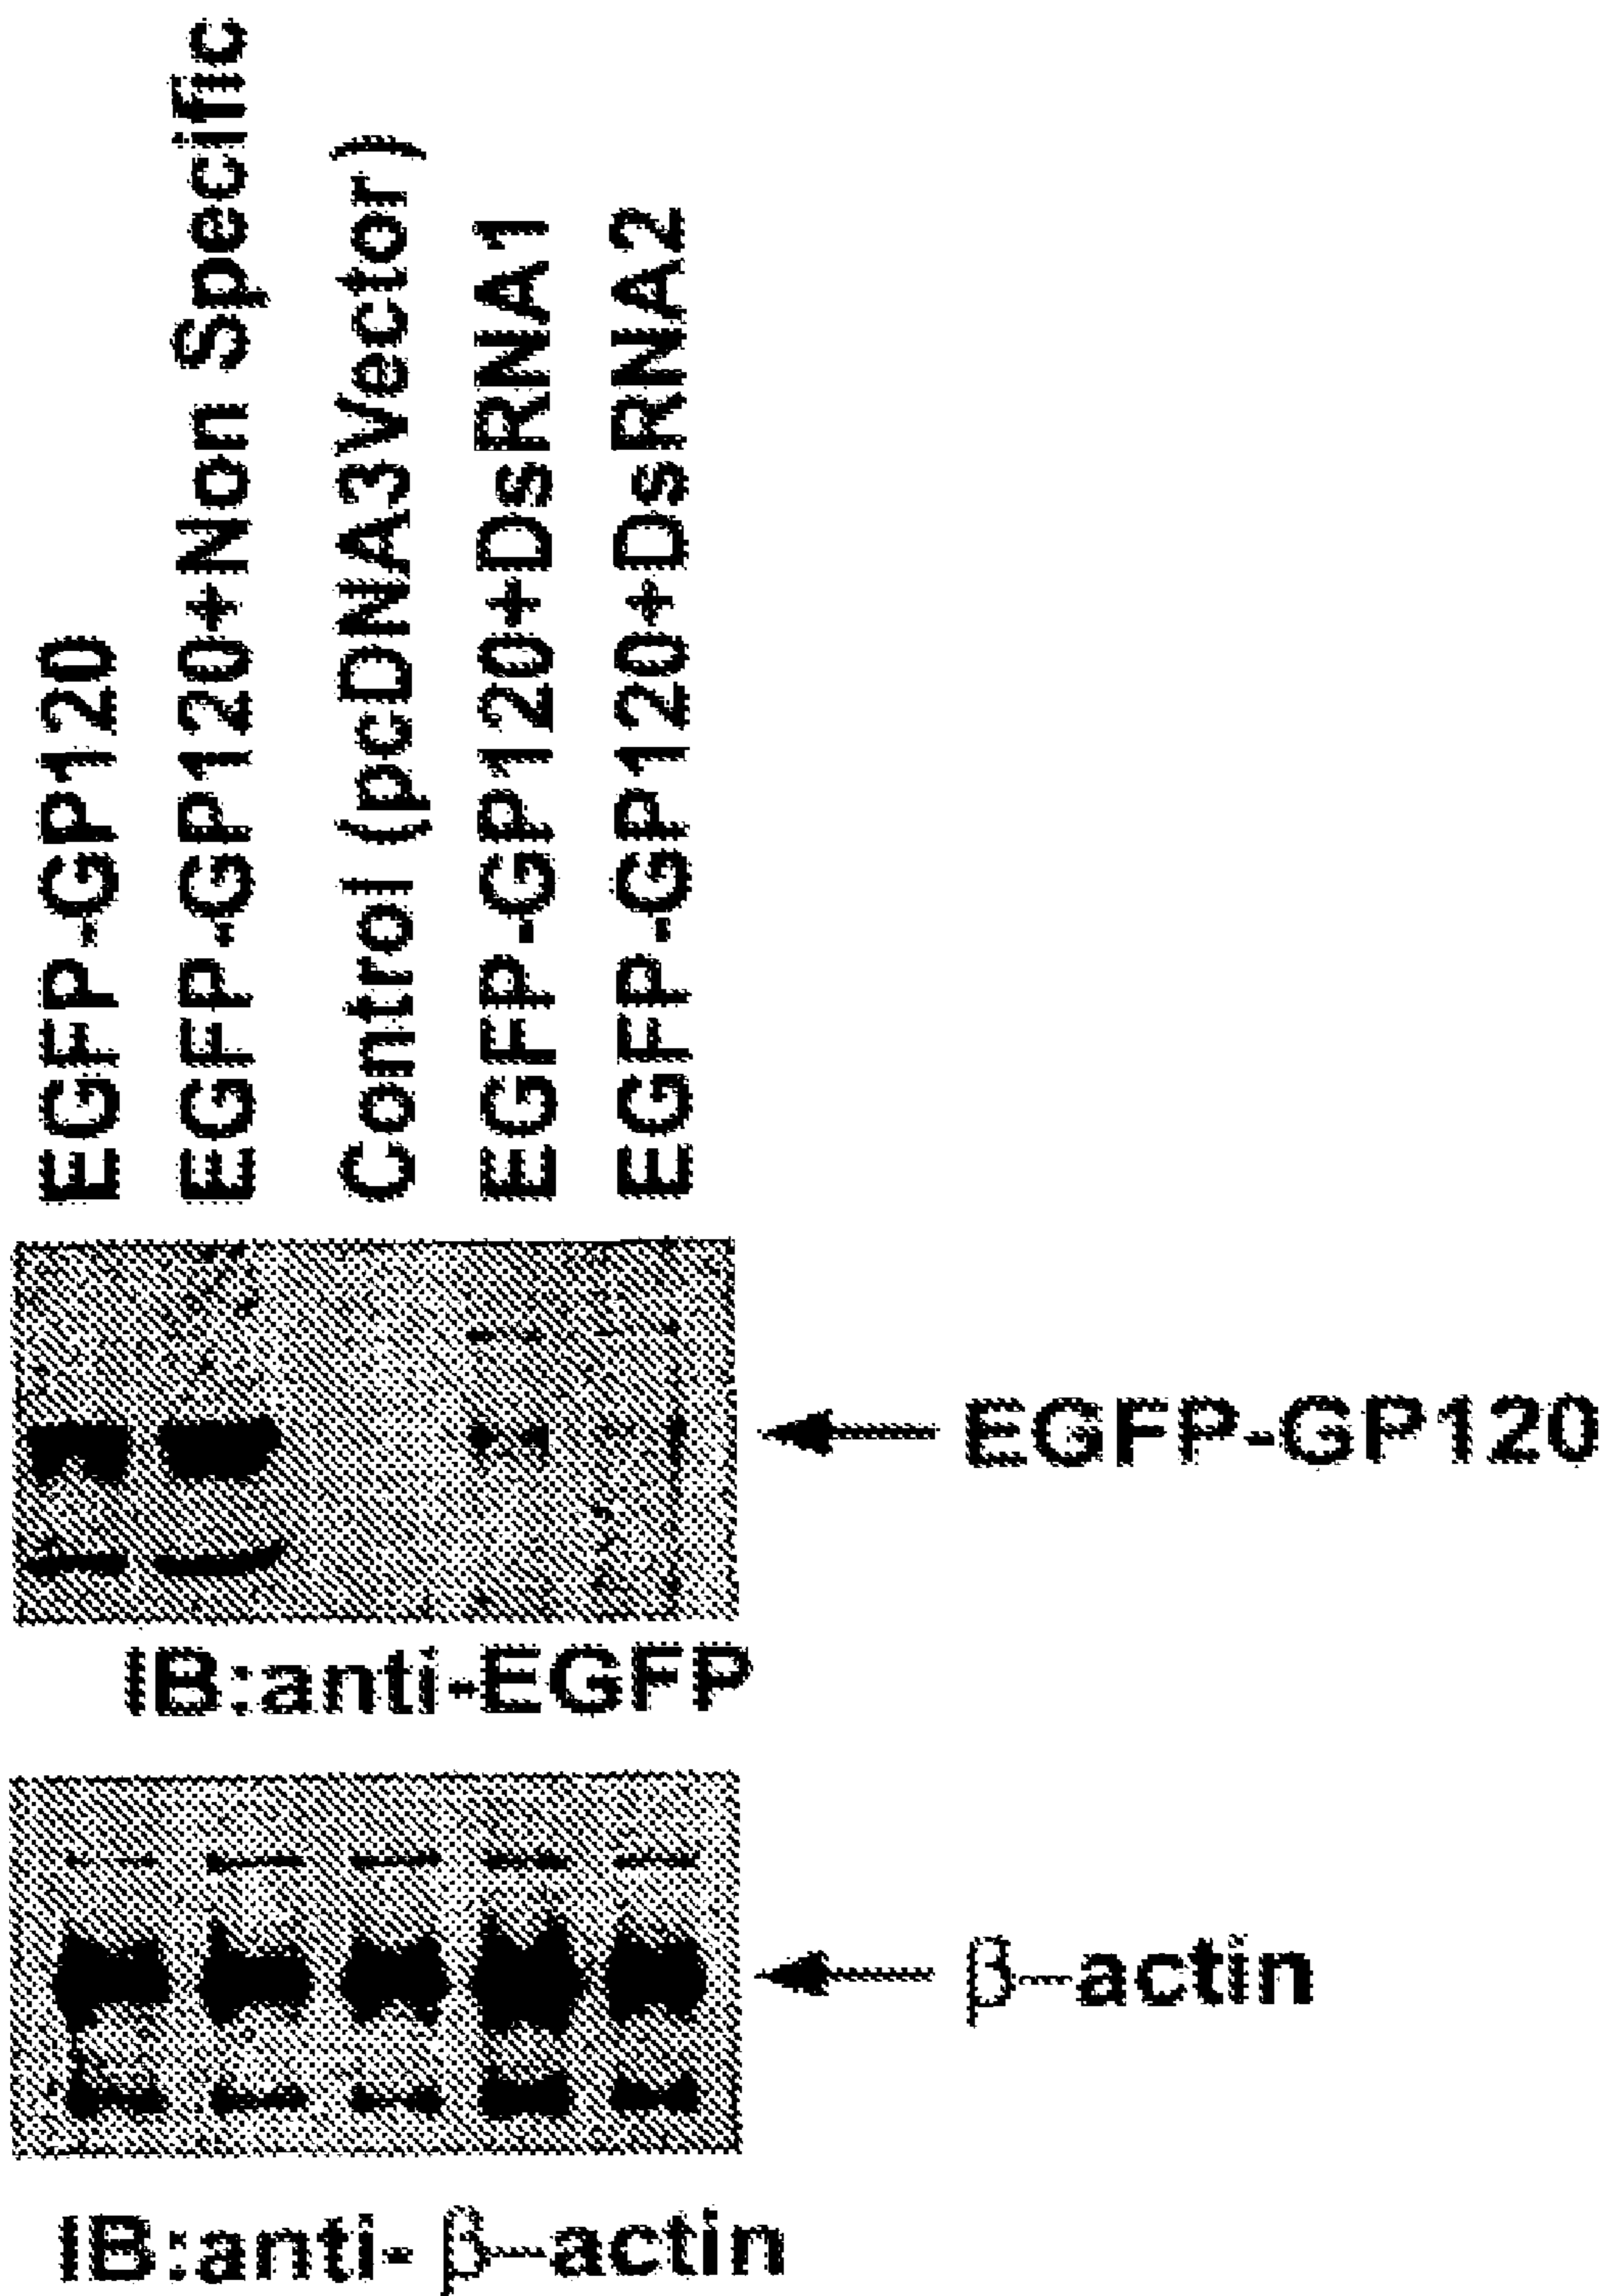 EGFP-GP120
EGFP-GP120+Non Specific
Control (pcDNA3Vector)
EGFP-GP120+DsRNA1
EGFP-GP120+DsRNA2
EGFP-GP120
IB:anti-EGFP
β-actin
IB:anti- β-actin